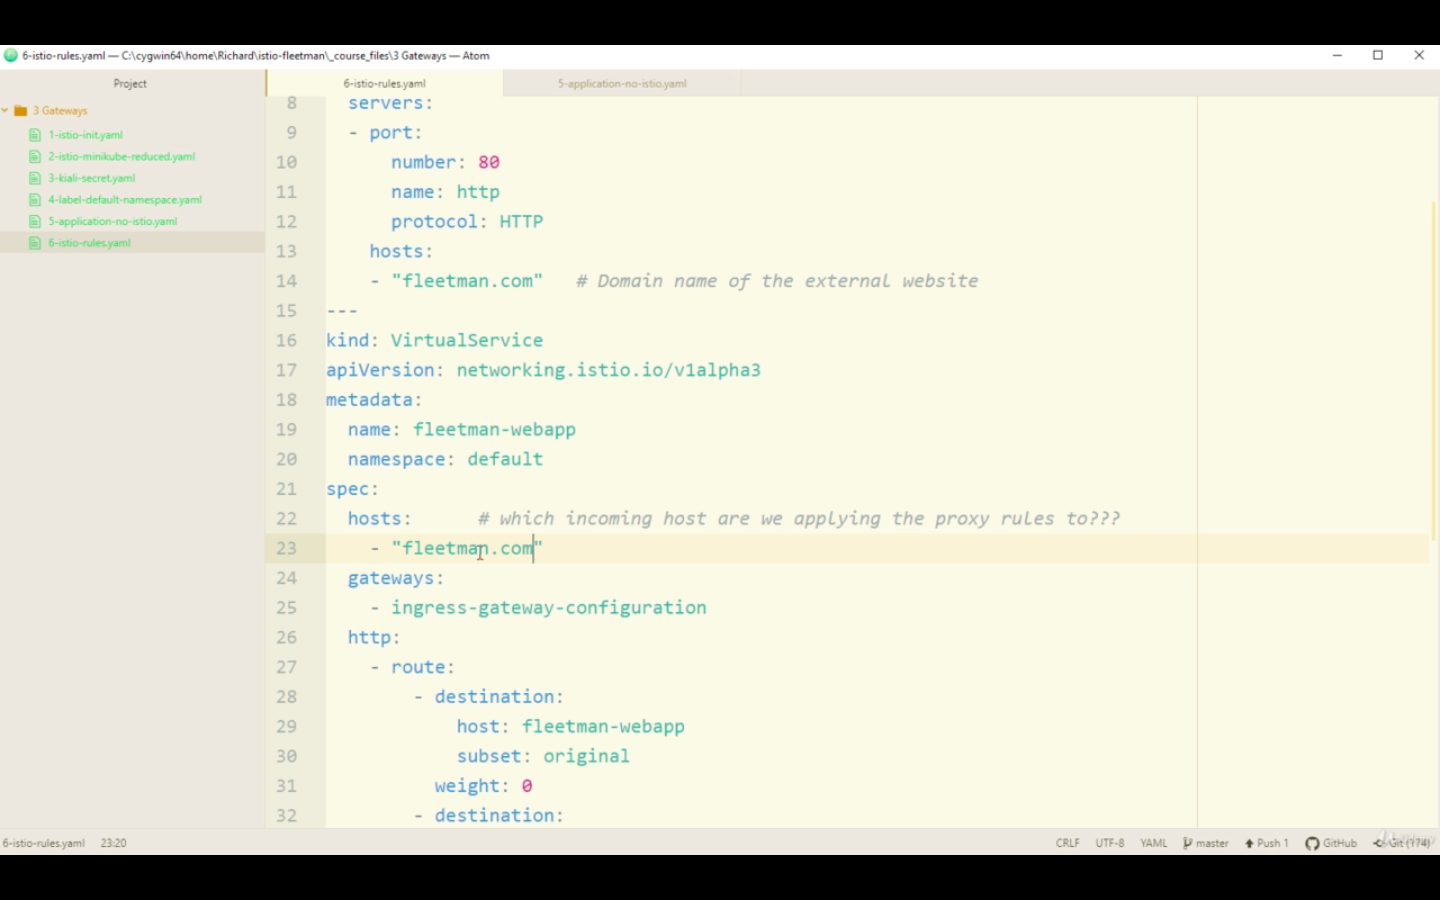 6-istio-rules.yaml — C:\cygwin64\home\Richard\istio-fleetman\_course_files\3 Gateways — Atom
Project
6-istio-rules.yaml
5-application-no-istio.yaml
3 Gateways
1-istio-init.yaml
2-istio-minikube-reduced.yaml
3-kiali-secret.yaml
4-label-default-namespace.yaml
5-application-no-istio.yaml
6-istio-rules.yaml
8 servers:
9 - port:
10 number: 80
11 name: http
12 protocol: HTTP
13 hosts:
14 - "fleetman.com" # Domain name of the external website
15 ---
16 kind: VirtualService
17 apiVersion: networking.istio.io/v1alpha3
18 metadata:
19 name: fleetman-webapp
20 namespace: default
21 spec:
22 hosts: # which incoming host are we applying the proxy rules to???
23 - "fleetman.com"
24 gateways:
25 - ingress-gateway-configuration
26 http:
27 - route:
28 - destination:
29 host: fleetman-webapp
30 subset: original
31 weight: 0
32 - destination:
6-istio-rules.yaml 23:20 CRLF UTF-8 YAML master Push 1 GitHub Git (174)